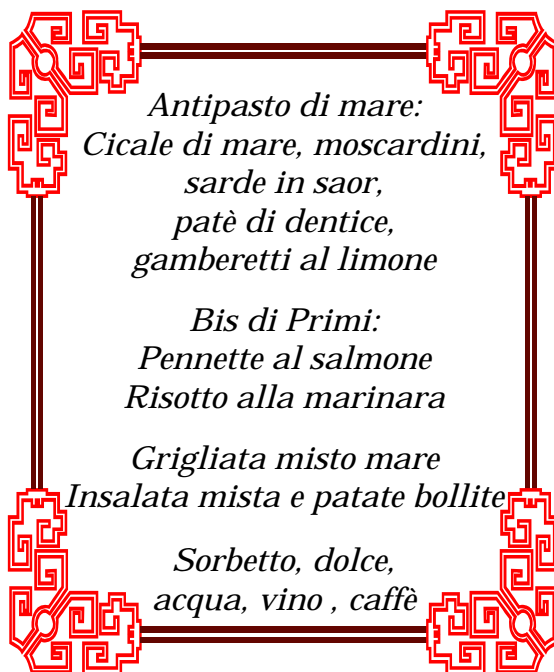 Antipasto di mare:
Cicale di mare, moscardini,
sarde in saor,
patè di dentice,
gamberetti al limone
Bis di Primi:
Pennette al salmone
Risotto alla marinara
Grigliata misto mare
Insalata mista e patate bollite
Sorbetto, dolce,
acqua, vino , caffè